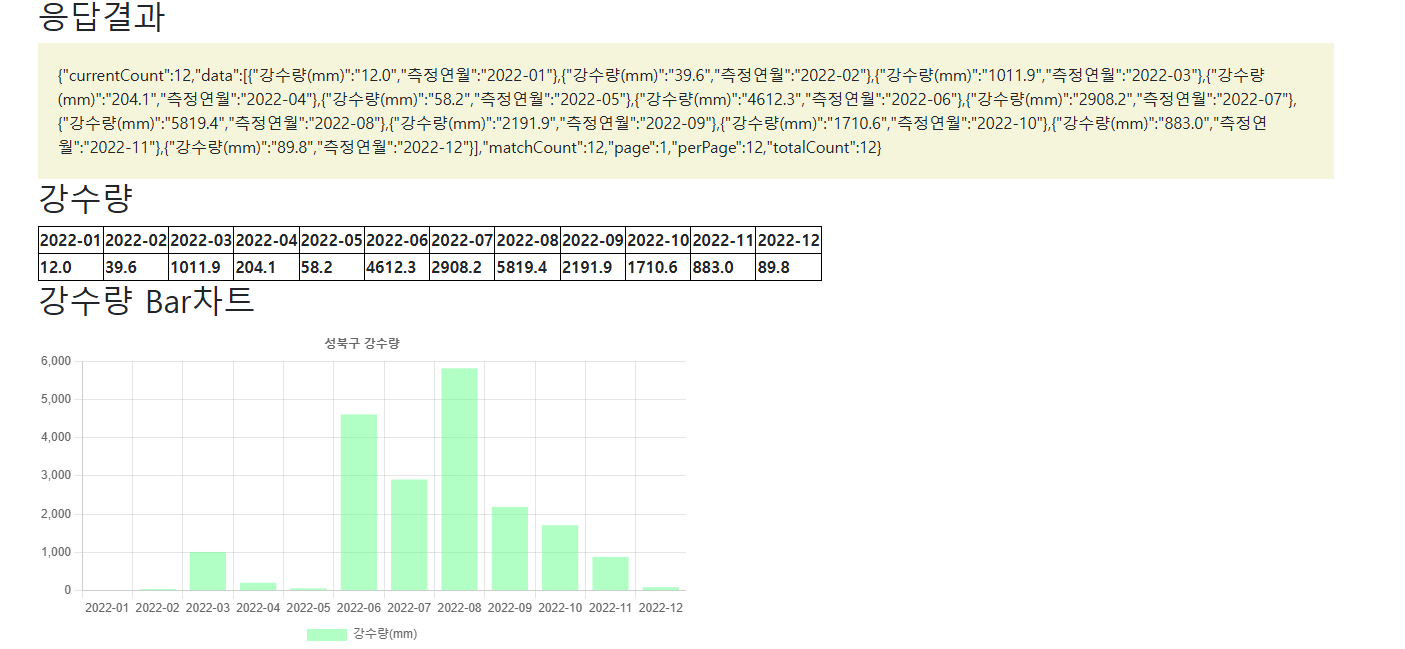 응답결과
{"currentCount":12,"data":[{"강수량(mm)":"12.0","측정연월":"2022-01"},{"강수량(mm)":"39.6","측정연월":"2022-02"},{"강수량(mm)":"1011.9","측정연월":"2022-03"},{"강수량
(mm)":"204.1","측정연월":"2022-04"},{"강수량(mm)":"58.2","측정연월":"2022-05"},{"강수량(mm)":"4612.3","측정연월":"2022-06"},{"강수량(mm)":"2908.2","측정연월":"2022-07"},
{"강수량(mm)":"5819.4","측정연월":"2022-08"},{"강수량(mm)":"2191.9","측정연월":"2022-09"},{"강수량(mm)":"1710.6","측정연월":"2022-10"},{"강수량(mm)":"883.0","측정연
월":"2022-11"},{"강수량(mm)":"89.8","측정연월":"2022-12"}],"matchCount":12,"page":1,"perPage":12,"totalCount":12}
강수량
2022-01 2022-02 2022-03 2022-04 2022-05 2022-06 2022-07 2022-08 2022-09 2022-10 2022-11 2022-12
12.0 39.6 1011.9 204.1 58.2 4612.3 2908.2 5819.4 2191.9 1710.6 883.0 89.8
강수량 Bar차트
성북구 강수량
6,000
5,000
4,000
3,000
2,000
1,000
0
2022-01 2022-02 2022-03 2022-04 2022-05 2022-06 2022-07 2022-08 2022-09 2022-10 2022-11 2022-12
강수량(mm)